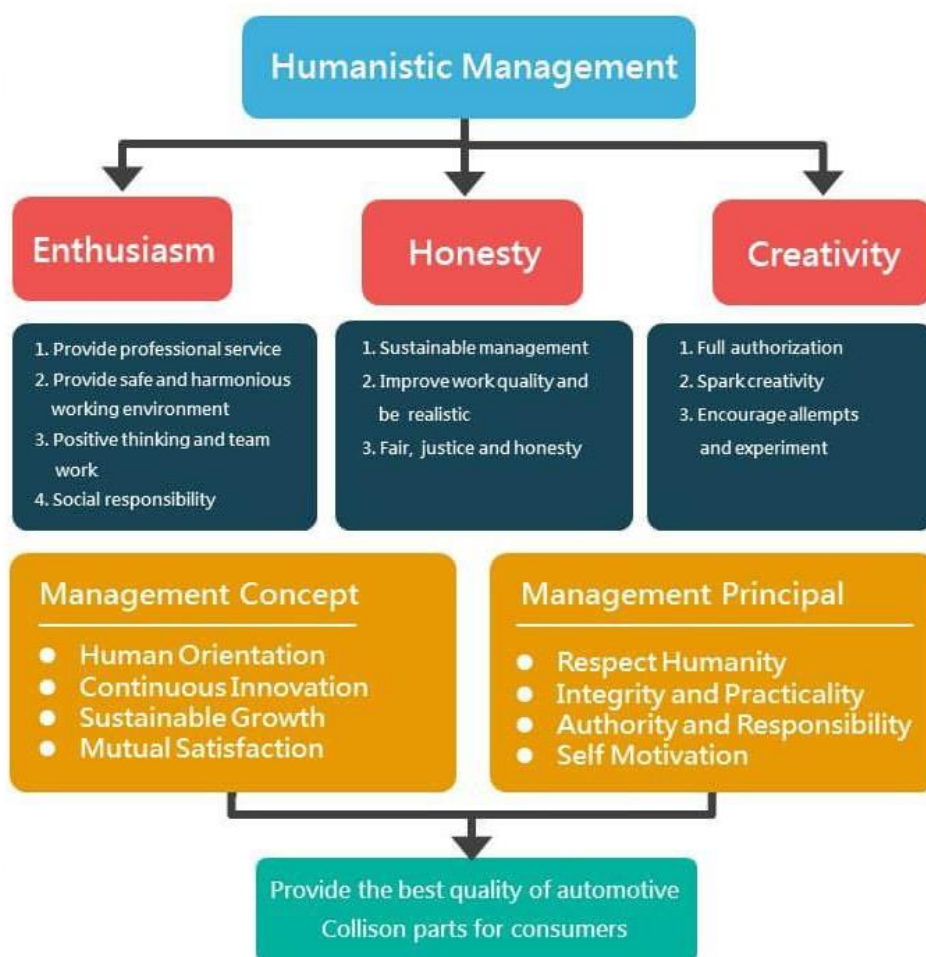 Humanistic Management
Enthusiasm
Honesty
Creativity
1. Provide professional service
2. Provide safe and harmonious
working environment
3. Positive thinking and team
work
4. Social responsibility
1. Sustainable management
2. Improve work quality and
be realistic
3. Fair, justice and honesty
1. Full authorization
2. Spark creativity
3. Encourage allempts
and experiment
Management Concept
● Human Orientation
● Continuous Innovation
● Sustainable Growth
● Mutual Satisfaction
Management Principal
● Respect Humanity
● Integrity and Practicality
● Authority and Responsibility
● Self Motivation
Provide the best quality of automotive
Collison parts for consumers